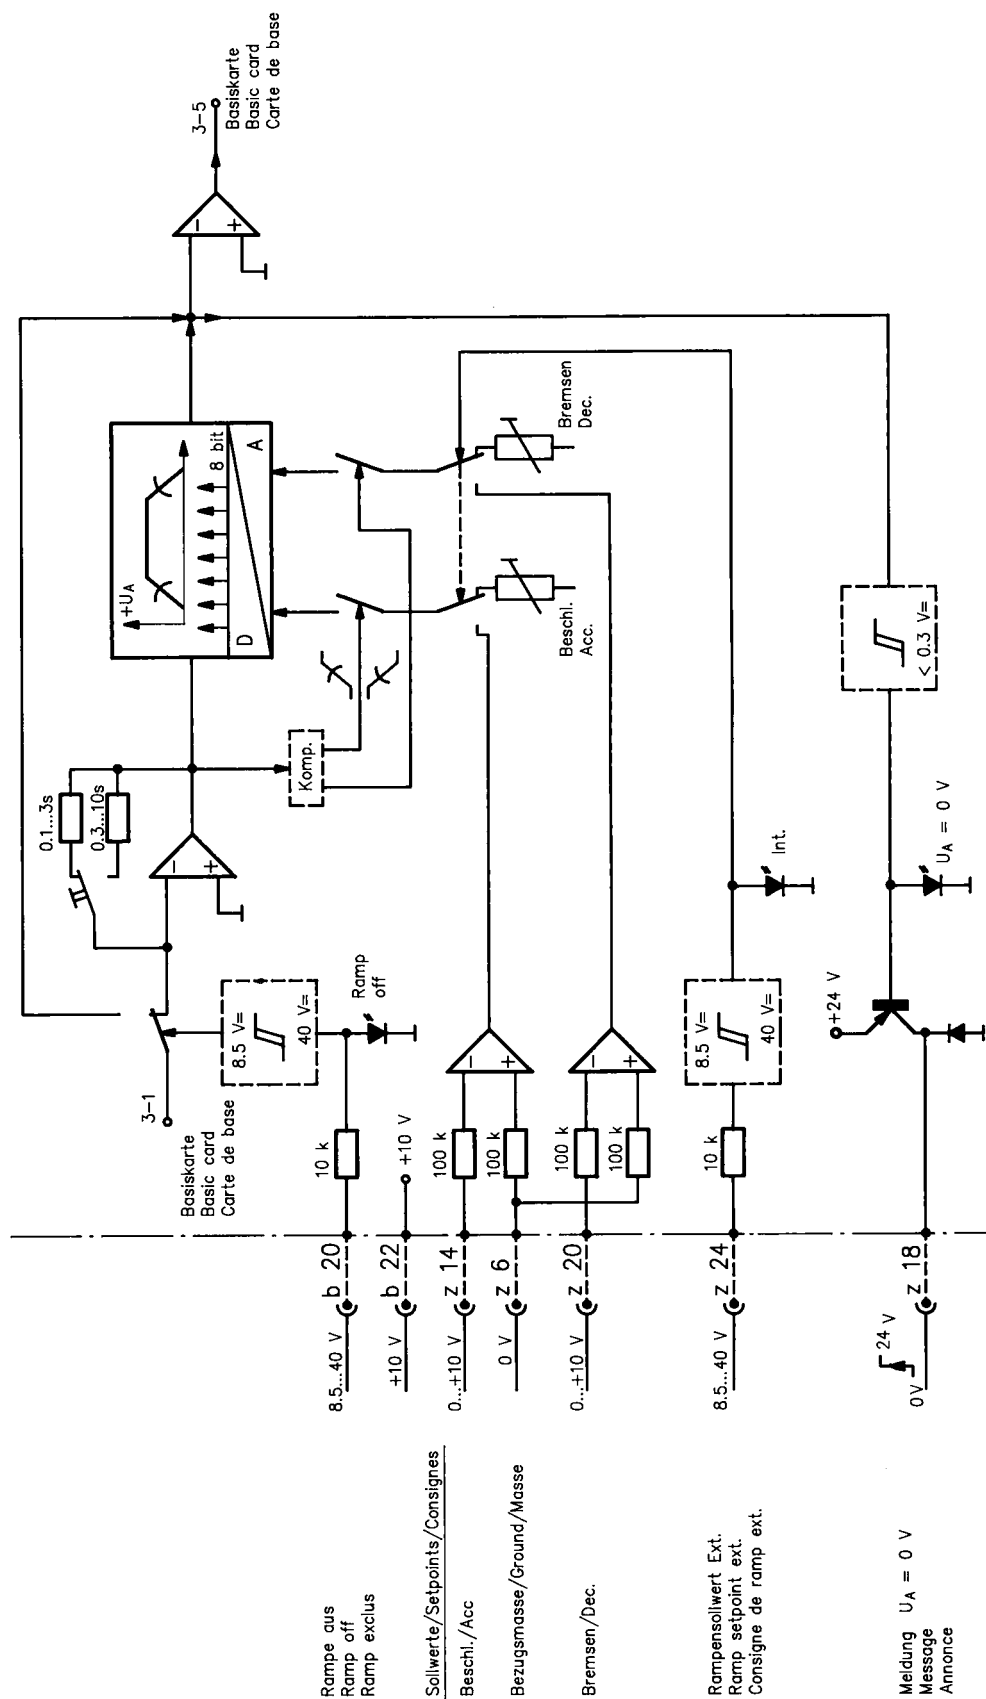 Rampe aus
Ramp off
Ramp exclus
Sollwerte/Setpoints/Consignes
Beschl./Acc
Bezugsmasse/Ground/Masse
Bremsen/Dec.
Rampensollwert Ext.
Ramp setpoint ext.
Consigne de ramp ext.
Meldung UA = 0 V
Message
Annonce
8.5...40 V
b 20
+10 V
b 22
0...+10 V
z 14
0 V
z 6
0...+10 V
z 20
8.5...40 V
z 24
0V
24 V
z 18
Basiskarte
Basic card
Carte de base
3-1
10 k
+10 V
100 k
100 k
100 k
100 k
10 k
8.5 V=
40 V=
Ramp
off
-
+
-
+
8.5 V=
40 V=
Int.
+24 V
UA = 0 V
0.1...3s
0.3...10s
-
+
Komp.
+UA
8 bit
D
A
Beschl.
Acc.
Bremsen
Dec.
< 0.3 V=
-
+
3-5
Basiskarte
Basic card
Carte de base